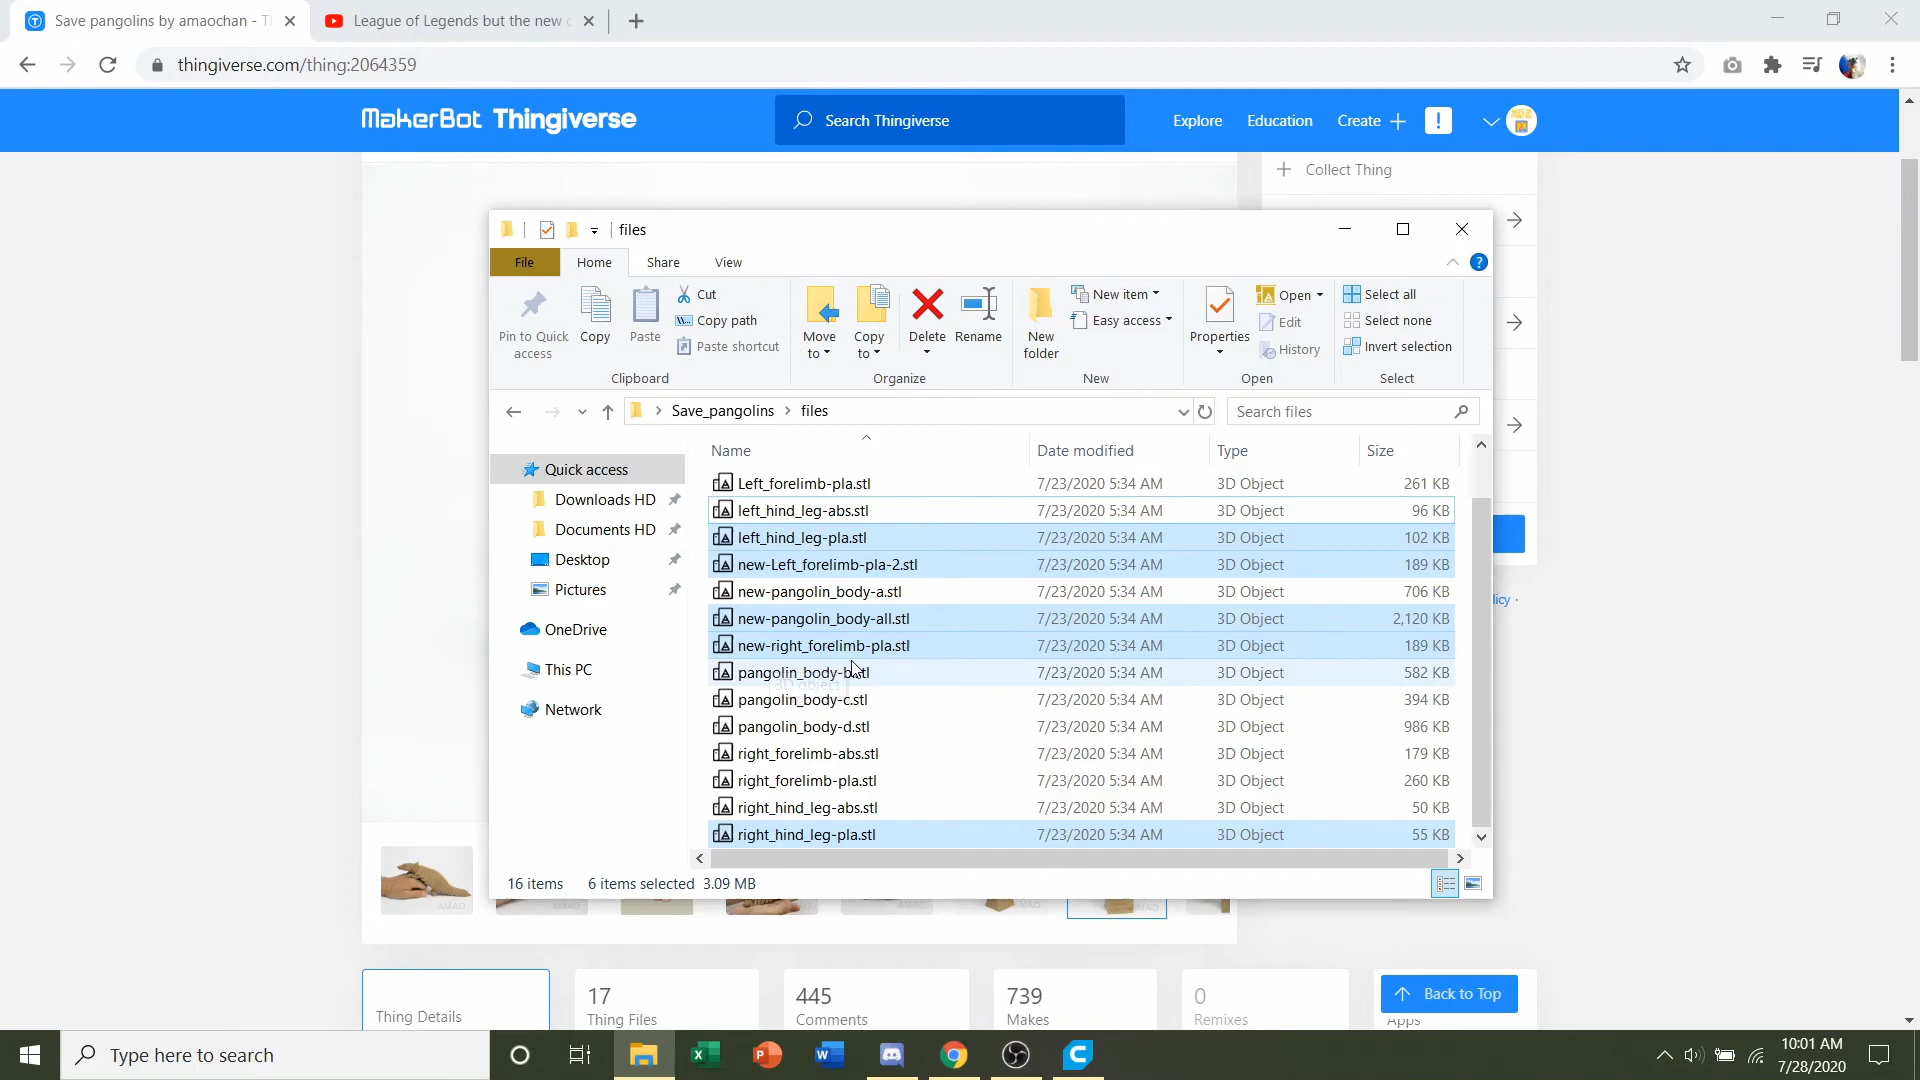 Save pangolins by amaochan - T
League of Legends but the new c
thingiverse.com/thing:2064359
MakerBot Thingiverse
Search Thingiverse
Explore
Education
Create
Collect Thing
files
File
Home
Share
View
Pin to Quick access
Copy
Paste
Cut
Copy path
Paste shortcut
Clipboard
Move to
Copy to
Delete
Rename
Organize
New folder
New item
Easy access
New
Properties
Open
Edit
History
Open
Select all
Select none
Invert selection
Select
Save_pangolins > files
Search files
Name Date modified Type Size
Quick access
Downloads HD
Documents HD
Desktop
Pictures
OneDrive
This PC
Network
Left_forelimb-pla.stl 7/23/2020 5:34 AM 3D Object 261 KB
left_hind_leg-abs.stl 7/23/2020 5:34 AM 3D Object 96 KB
left_hind_leg-pla.stl 7/23/2020 5:34 AM 3D Object 102 KB
new-Left_forelimb-pla-2.stl 7/23/2020 5:34 AM 3D Object 189 KB
new-pangolin_body-a.stl 7/23/2020 5:34 AM 3D Object 706 KB
new-pangolin_body-all.stl 7/23/2020 5:34 AM 3D Object 2,120 KB
new-right_forelimb-pla.stl 7/23/2020 5:34 AM 3D Object 189 KB
pangolin_body-b.stl 7/23/2020 5:34 AM 3D Object 582 KB
pangolin_body-c.stl 7/23/2020 5:34 AM 3D Object 394 KB
pangolin_body-d.stl 7/23/2020 5:34 AM 3D Object 986 KB
right_forelimb-abs.stl 7/23/2020 5:34 AM 3D Object 179 KB
right_forelimb-pla.stl 7/23/2020 5:34 AM 3D Object 260 KB
right_hind_leg-abs.stl 7/23/2020 5:34 AM 3D Object 50 KB
right_hind_leg-pla.stl 7/23/2020 5:34 AM 3D Object 55 KB
3D object
licy ·
16 items 6 items selected 3.09 MB
AMAO
17
Thing Files
445
Comments
739
Makes
0
Remixes
Thing Details
Back to Top
Apps
Type here to search
10:01 AM
7/28/2020